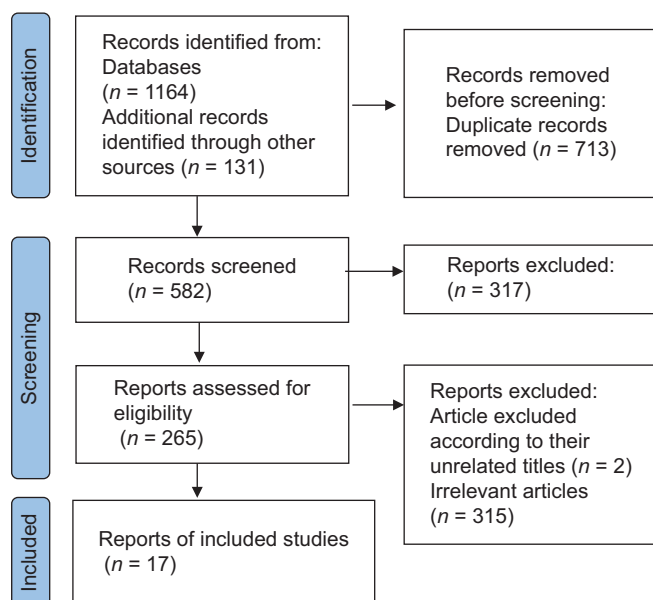 Identification
Records identified from:
Databases
(n = 1164)
Additional records
identified through other
sources (n = 131)
Records removed
before screening:
Duplicate records
removed (n = 713)
Screening
Records screened
(n = 582)
Reports excluded:
(n = 317)
Reports assessed for
eligibility
(n = 265)
Reports excluded:
Article excluded
according to their
unrelated titles (n = 2)
Irrelevant articles
(n = 315)
Included
Reports of included studies
(n = 17)